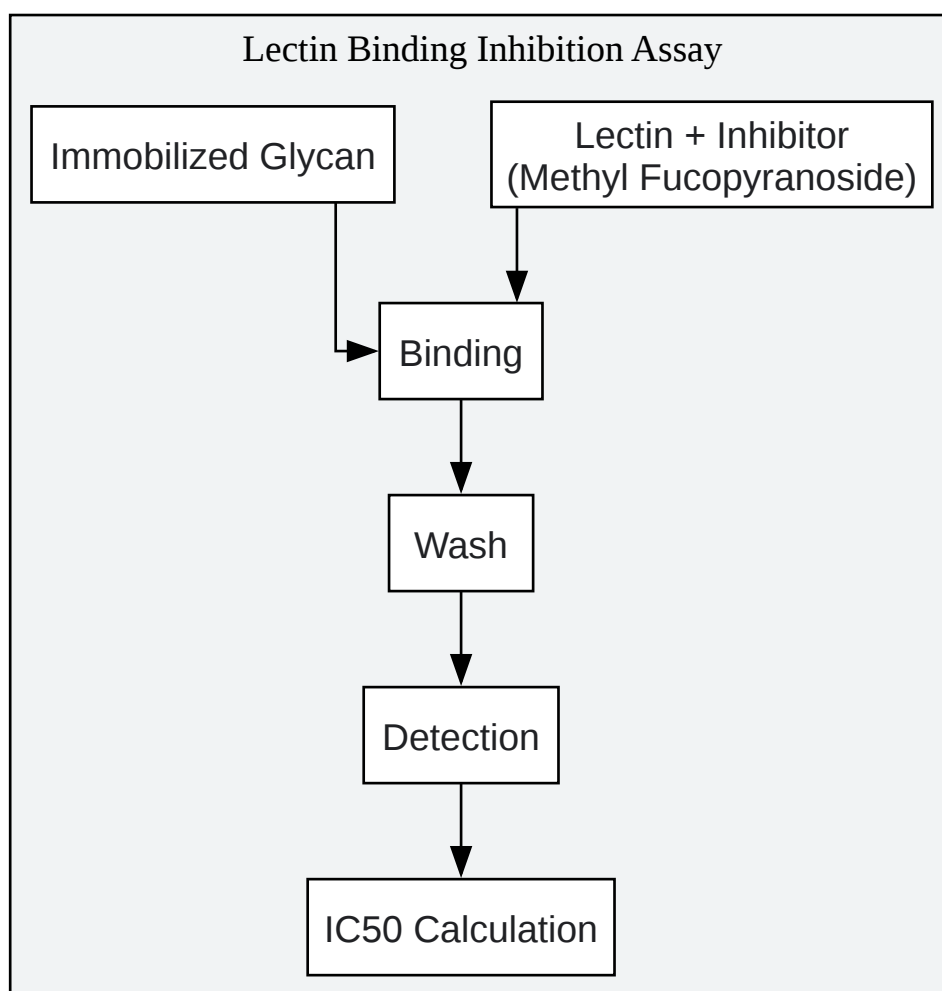 Lectin Binding Inhibition Assay
Immobilized Glycan
Lectin + Inhibitor
(Methyl Fucopyranoside)
Binding
Wash
Detection
IC50 Calculation